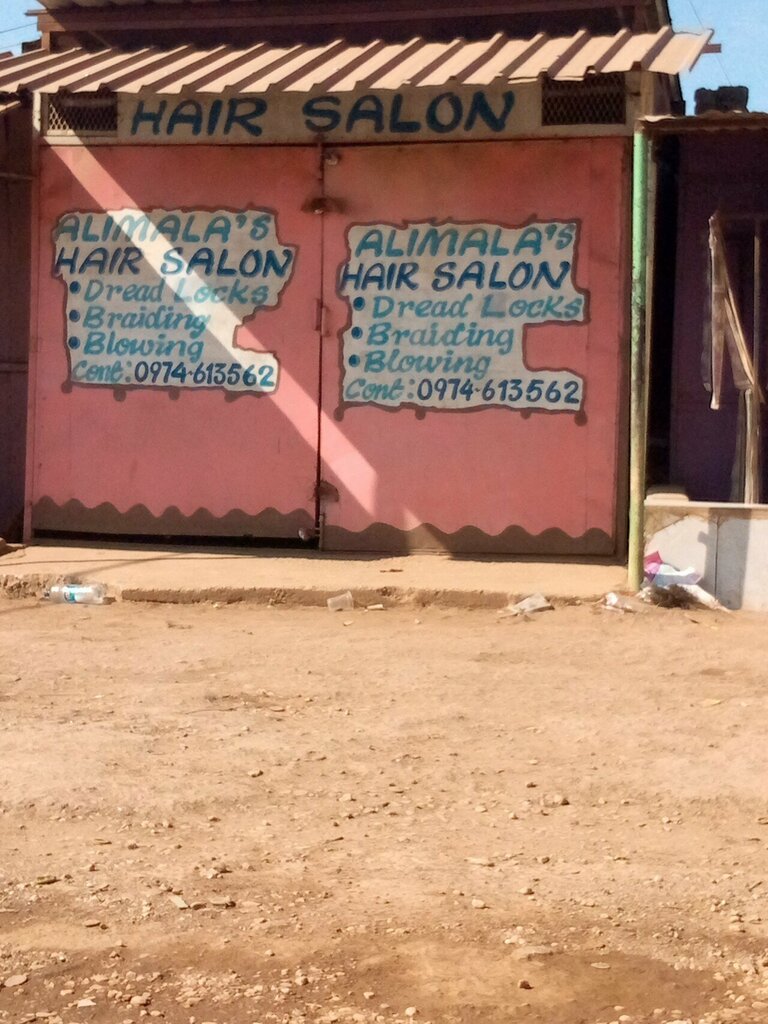 HAIR SALON
ALIMALA'S
HAIR SALON
• Dread Locks
• Braiding
• Blowing
Cont: 0974-613562
ALIMALA'S
HAIR SALON
• Dread Locks
• Braiding
• Blowing
Cont: 0974-613562